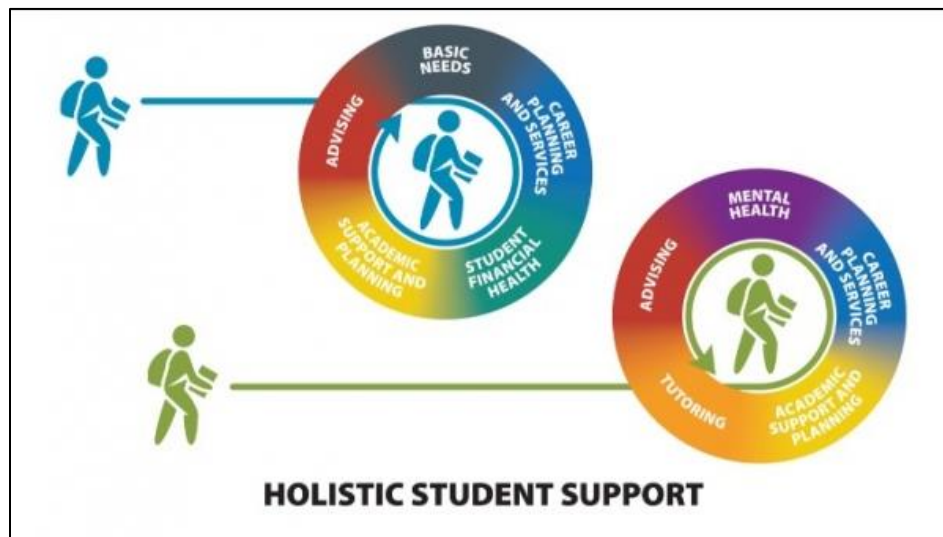 BASIC
NEEDS
CAREER
PLANNING
AND SERVICES
STUDENT
FINANCIAL
HEALTH
ACADEMIC
SUPPORT AND
PLANNING
ADVISING
MENTAL
HEALTH
CAREER
PLANNING
AND SERVICES
ACADEMIC
SUPPORT AND
PLANNING
TUTORING
ADVISING
HOLISTIC STUDENT SUPPORT